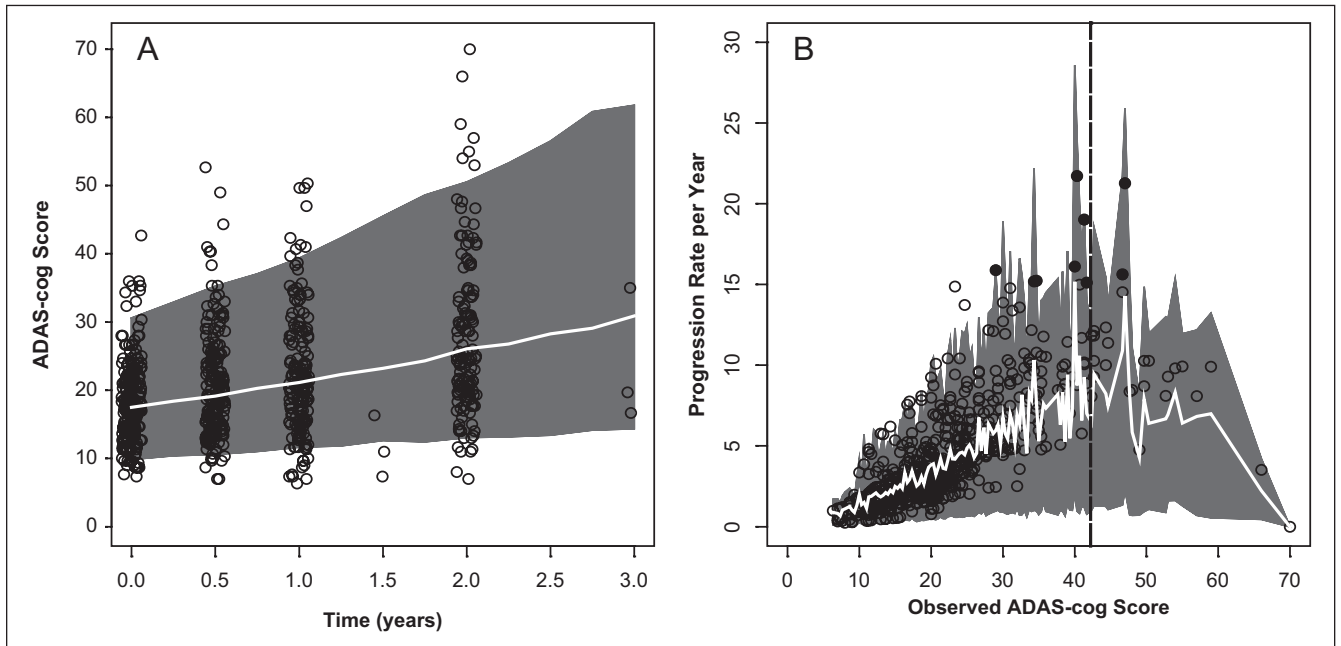 A
ADAS-cog Score
70
60
50
40
30
20
10
0
0.0 0.5 1.0 1.5 2.0 2.5 3.0
Time (years)
B
Progression Rate per Year
30
25
20
15
10
5
0
0 10 20 30 40 50 60 70
Observed ADAS-cog Score